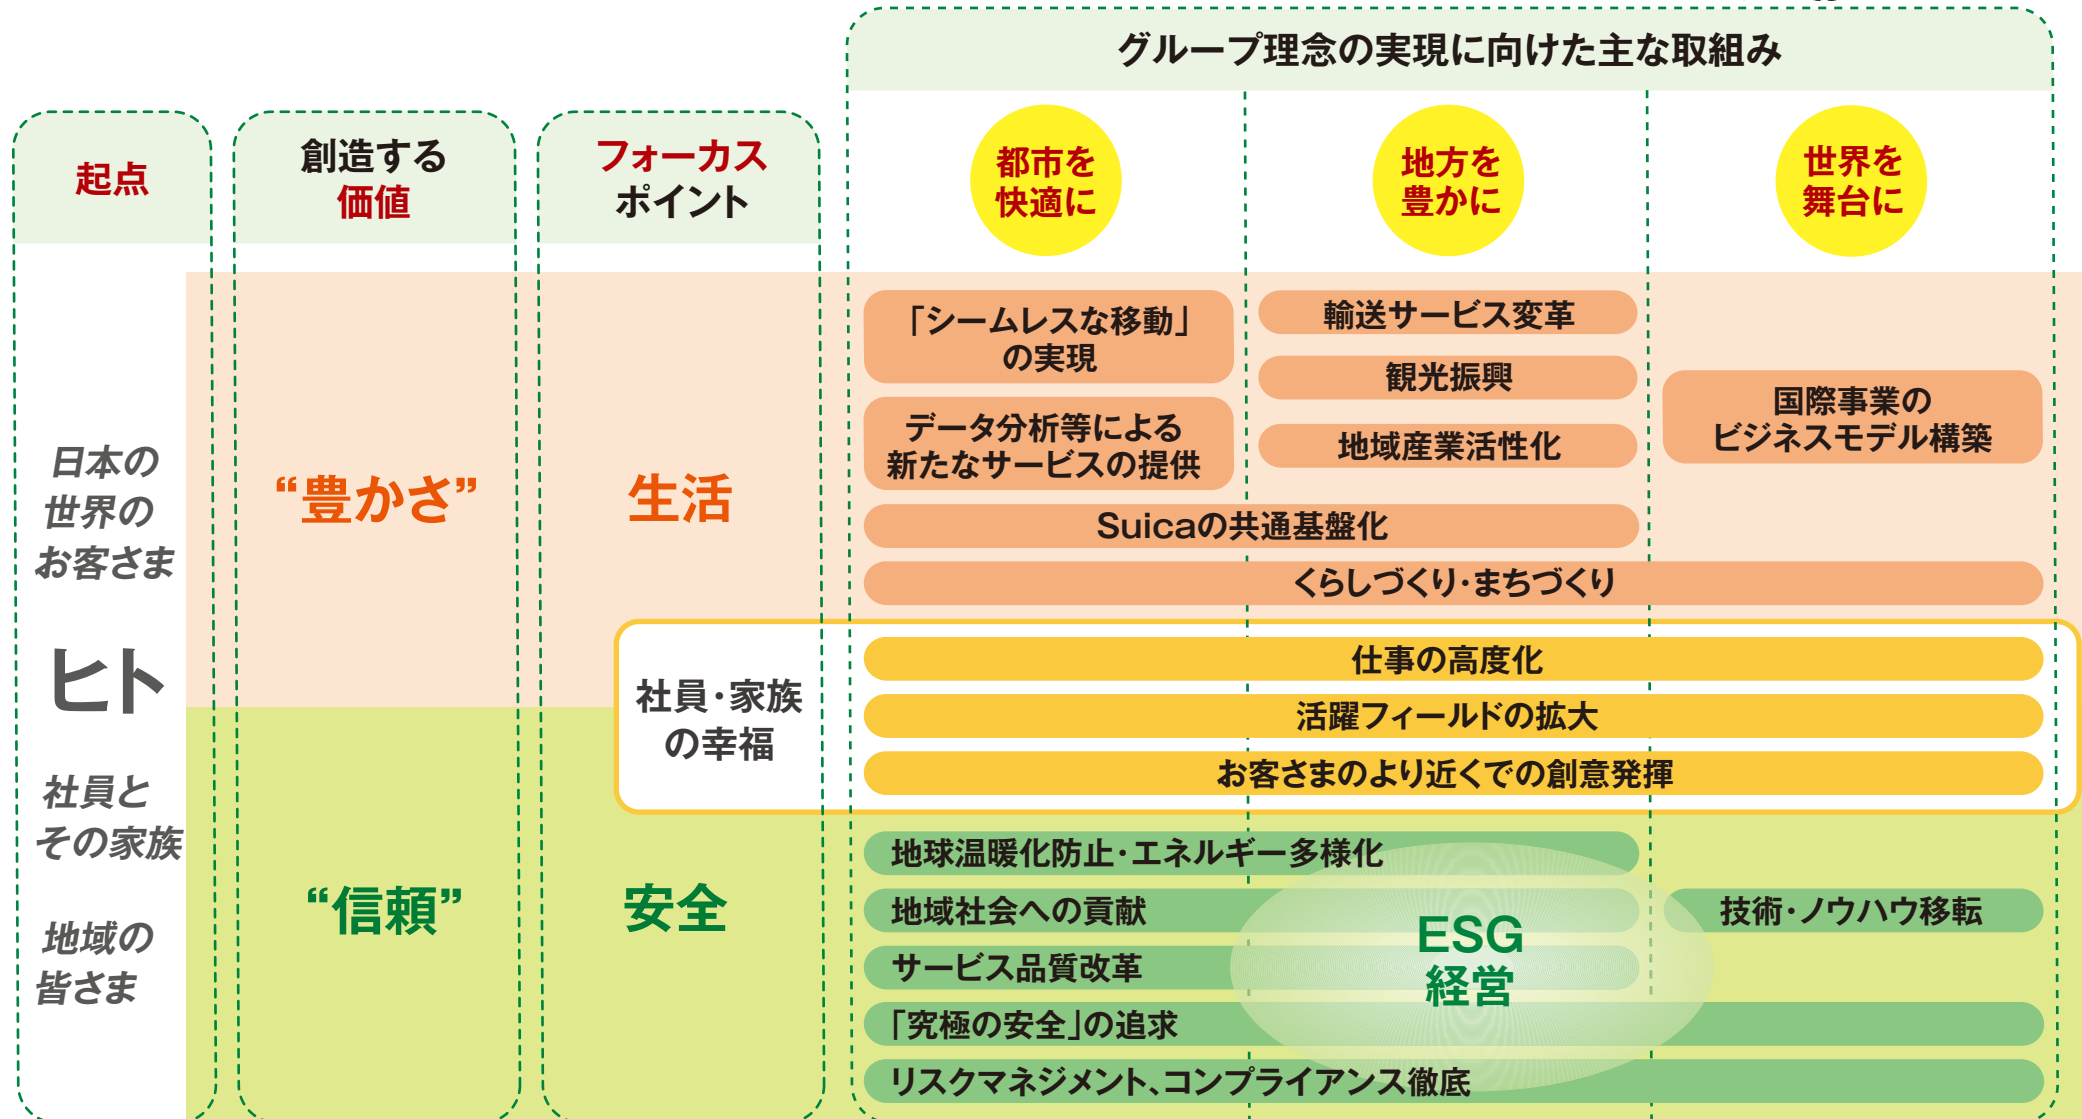 グループ理念の実現に向けた主な取組み
起点
創造する
価値
フォーカス
ポイント
都市を
快適に
地方を
豊かに
世界を
舞台に
日本の
世界の
お客さま
ヒト
社員と
その家族
地域の
皆さま
“豊かさ”
生活
「シームレスな移動」
の実現
データ分析等による
新たなサービスの提供
輸送サービス変革
観光振興
地域産業活性化
国際事業の
ビジネスモデル構築
Suicaの共通基盤化
くらしづくり・まちづくり
社員・家族
の幸福
仕事の高度化
活躍フィールドの拡大
お客さまのより近くでの創意発揮
“信頼”
安全
地球温暖化防止・エネルギー多様化
地域社会への貢献
サービス品質改革
「究極の安全」の追求
リスクマネジメント、コンプライアンス徹底
ESG
経営
技術・ノウハウ移転